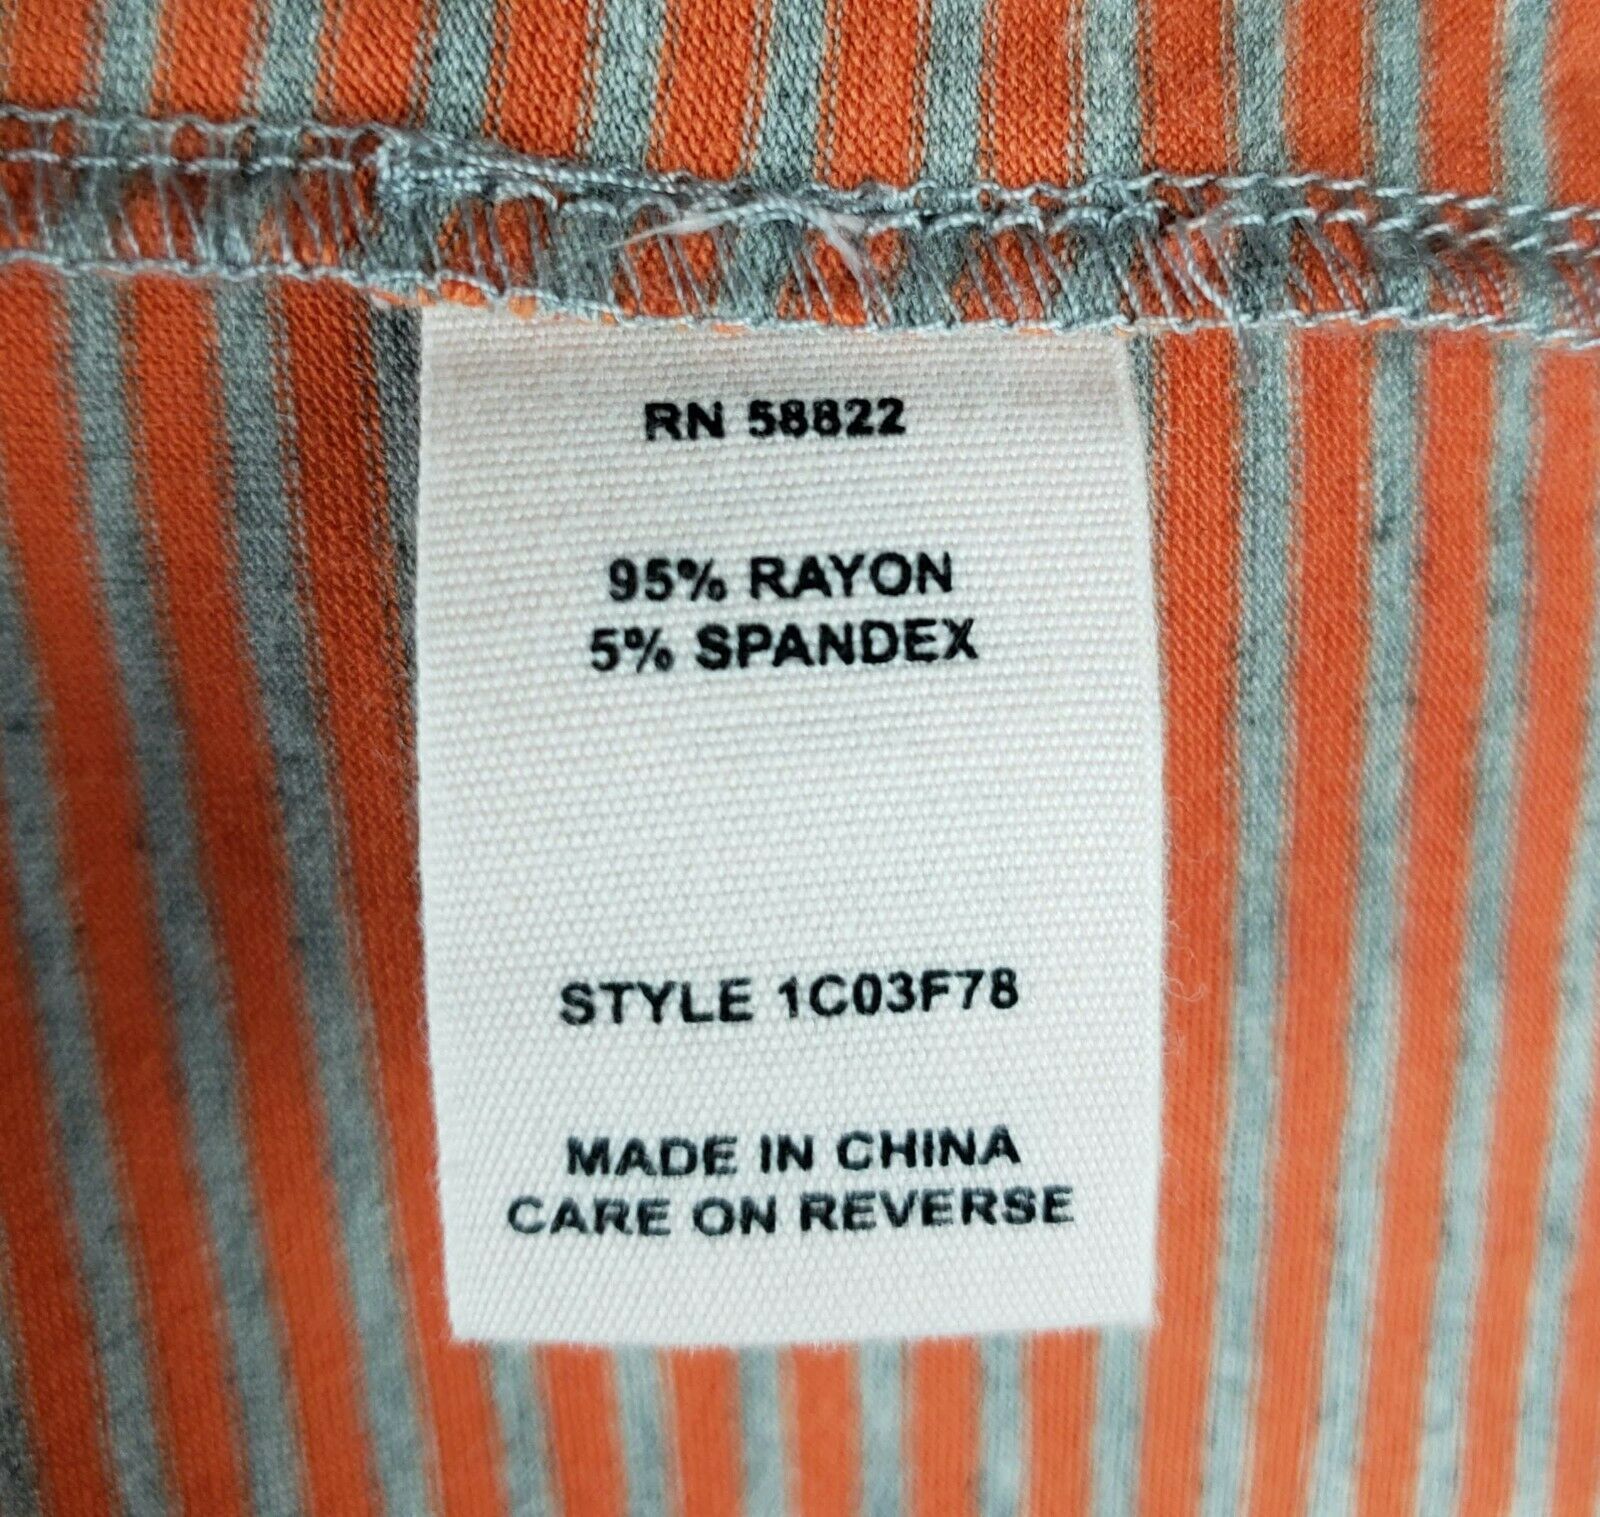 RN 58822
95% RAYON
5% SPANDEX
STYLE 1C03F78
MADE IN CHINA
CARE ON REVERSE